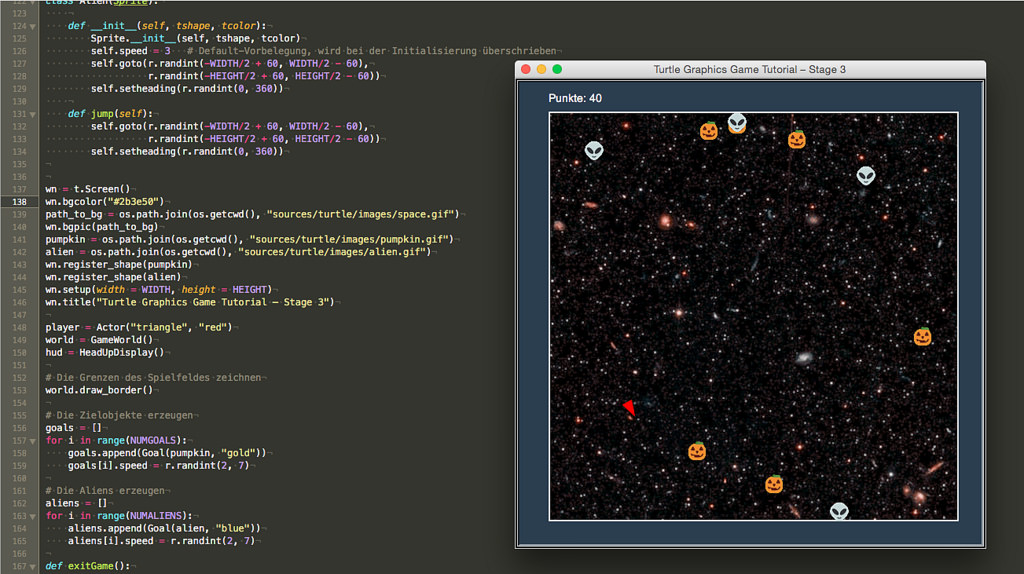 122 class Alien(Sprite):
123
124 def __init__(self, tshape, tcolor):
125 Sprite.__init__(self, tshape, tcolor)
126 self.speed = 3 # Default-Vorbelegung, wird bei der Initialisierung überschrieben
127 self.goto(r.randint(-WIDTH/2 + 60, WIDTH/2 - 60),
128 r.randint(-HEIGHT/2 + 60, HEIGHT/2 - 60))
129 self.setheading(r.randint(0, 360))
130
131 def jump(self):
132 self.goto(r.randint(-WIDTH/2 + 60, WIDTH/2 - 60),
133 r.randint(-HEIGHT/2 + 60, HEIGHT/2 - 60))
134 self.setheading(r.randint(0, 360))
135
136
137 wn = t.Screen()
138 wn.bgcolor("#2b3e50")
139 path_to_bg = os.path.join(os.getcwd(), "sources/turtle/images/space.gif")
140 wn.bgpic(path_to_bg)
141 pumpkin = os.path.join(os.getcwd(), "sources/turtle/images/pumpkin.gif")
142 alien = os.path.join(os.getcwd(), "sources/turtle/images/alien.gif")
143 wn.register_shape(pumpkin)
144 wn.register_shape(alien)
145 wn.setup(width = WIDTH, height = HEIGHT)
146 wn.title("Turtle Graphics Game Tutorial – Stage 3")
147
148 player = Actor("triangle", "red")
149 world = GameWorld()
150 hud = HeadUpDisplay()
151
152 # Die Grenzen des Spielfeldes zeichnen
153 world.draw_border()
154
155 # Die Zielobjekte erzeugen
156 goals = []
157 for i in range(NUMGOALS):
158 goals.append(Goal(pumpkin, "gold"))
159 goals[i].speed = r.randint(2, 7)
160
161 # Die Aliens erzeugen
162 aliens = []
163 for i in range(NUMALIENS):
164 aliens.append(Goal(alien, "blue"))
165 aliens[i].speed = r.randint(2, 7)
166
167 def exitGame():
Turtle Graphics Game Tutorial – Stage 3
Punkte: 40